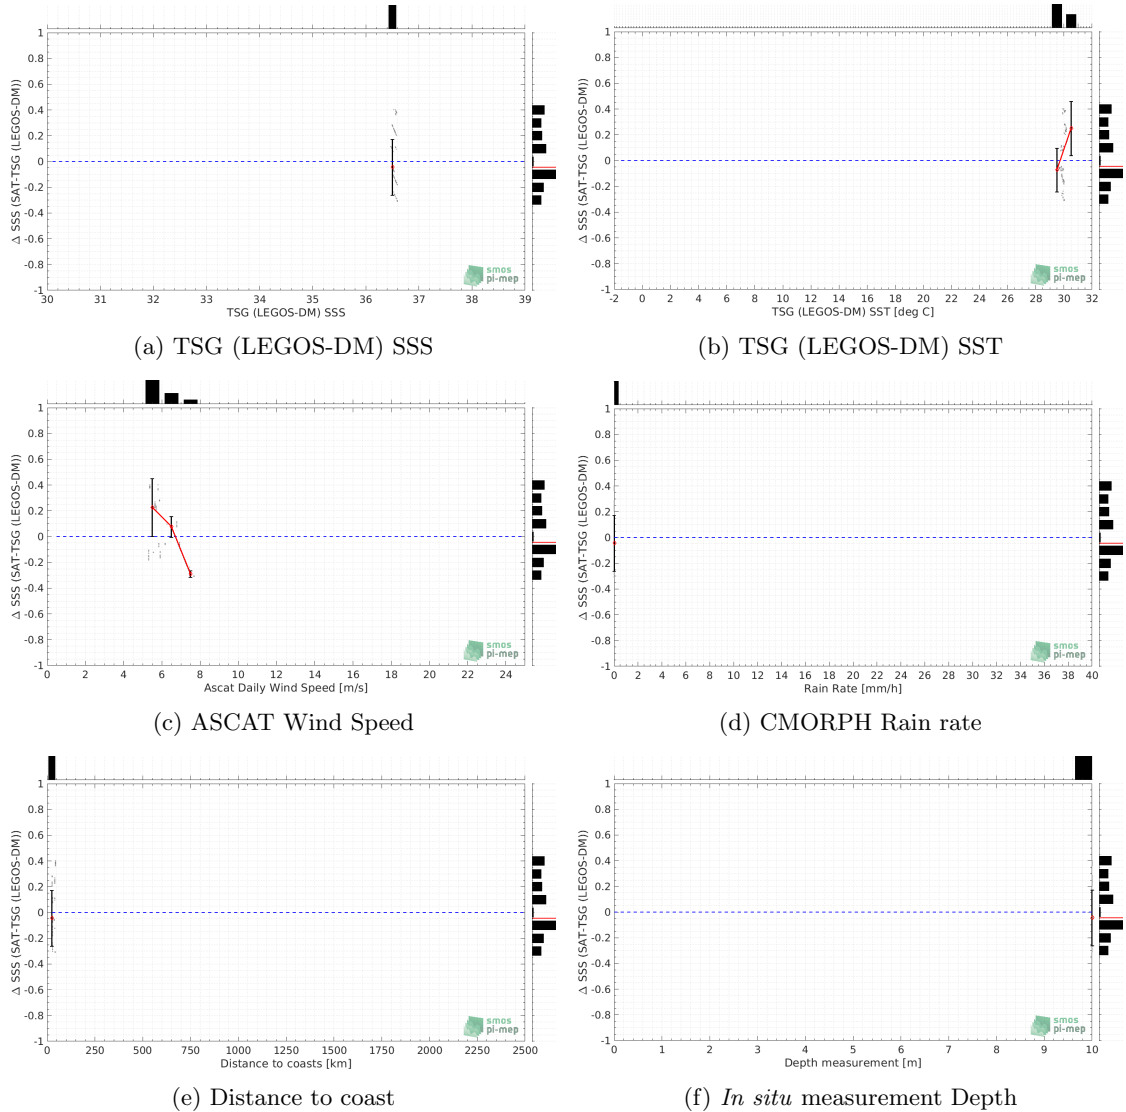 1
0.8
0.6
0.4
0.2
0
-0.2
-0.4
-0.6
-0.8
-1
Δ SSS (SAT-TSG (LEGOS-DM))
30 31 32 33 34 35 36 37 38 39
TSG (LEGOS-DM) SSS
smos
pi-mep
(a) TSG (LEGOS-DM) SSS
1
0.8
0.6
0.4
0.2
0
-0.2
-0.4
-0.6
-0.8
-1
Δ SSS (SAT-TSG (LEGOS-DM))
-2 0 2 4 6 8 10 12 14 16 18 20 22 24 26 28 30 32
TSG (LEGOS-DM) SST [deg C]
smos
pi-mep
(b) TSG (LEGOS-DM) SST
1
0.8
0.6
0.4
0.2
0
-0.2
-0.4
-0.6
-0.8
-1
Δ SSS (SAT-TSG (LEGOS-DM))
0 2 4 6 8 10 12 14 16 18 20 22 24
Ascat Daily Wind Speed [m/s]
smos
pi-mep
(c) ASCAT Wind Speed
1
0.8
0.6
0.4
0.2
0
-0.2
-0.4
-0.6
-0.8
-1
Δ SSS (SAT-TSG (LEGOS-DM))
0 2 4 6 8 10 12 14 16 18 20 22 24 26 28 30 32 34 36 38 40
Rain Rate [mm/h]
smos
pi-mep
(d) CMORPH Rain rate
1
0.8
0.6
0.4
0.2
0
-0.2
-0.4
-0.6
-0.8
-1
Δ SSS (SAT-TSG (LEGOS-DM))
0 250 500 750 1000 1250 1500 1750 2000 2250 2500
Distance to coasts [km]
smos
pi-mep
(e) Distance to coast
1
0.8
0.6
0.4
0.2
0
-0.2
-0.4
-0.6
-0.8
-1
Δ SSS (SAT-TSG (LEGOS-DM))
0 1 2 3 4 5 6 7 8 9 10
Depth measurement [m]
smos
pi-mep
(f) In situ measurement Depth